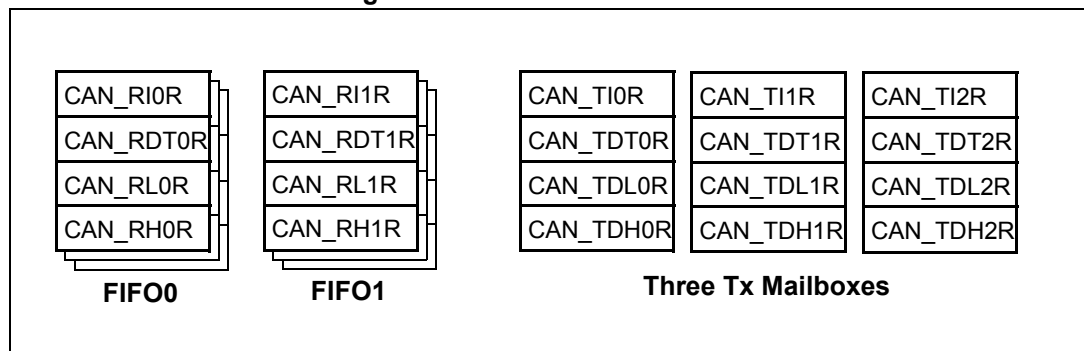 CAN_RI0R
CAN_RDT0R
CAN_RL0R
CAN_RH0R
FIFO0
CAN_RI1R
CAN_RDT1R
CAN_RL1R
CAN_RH1R
FIFO1
CAN_TI0R
CAN_TDT0R
CAN_TDL0R
CAN_TDH0R
CAN_TI1R
CAN_TDT1R
CAN_TDL1R
CAN_TDH1R
CAN_TI2R
CAN_TDT2R
CAN_TDL2R
CAN_TDH2R
Three Tx Mailboxes